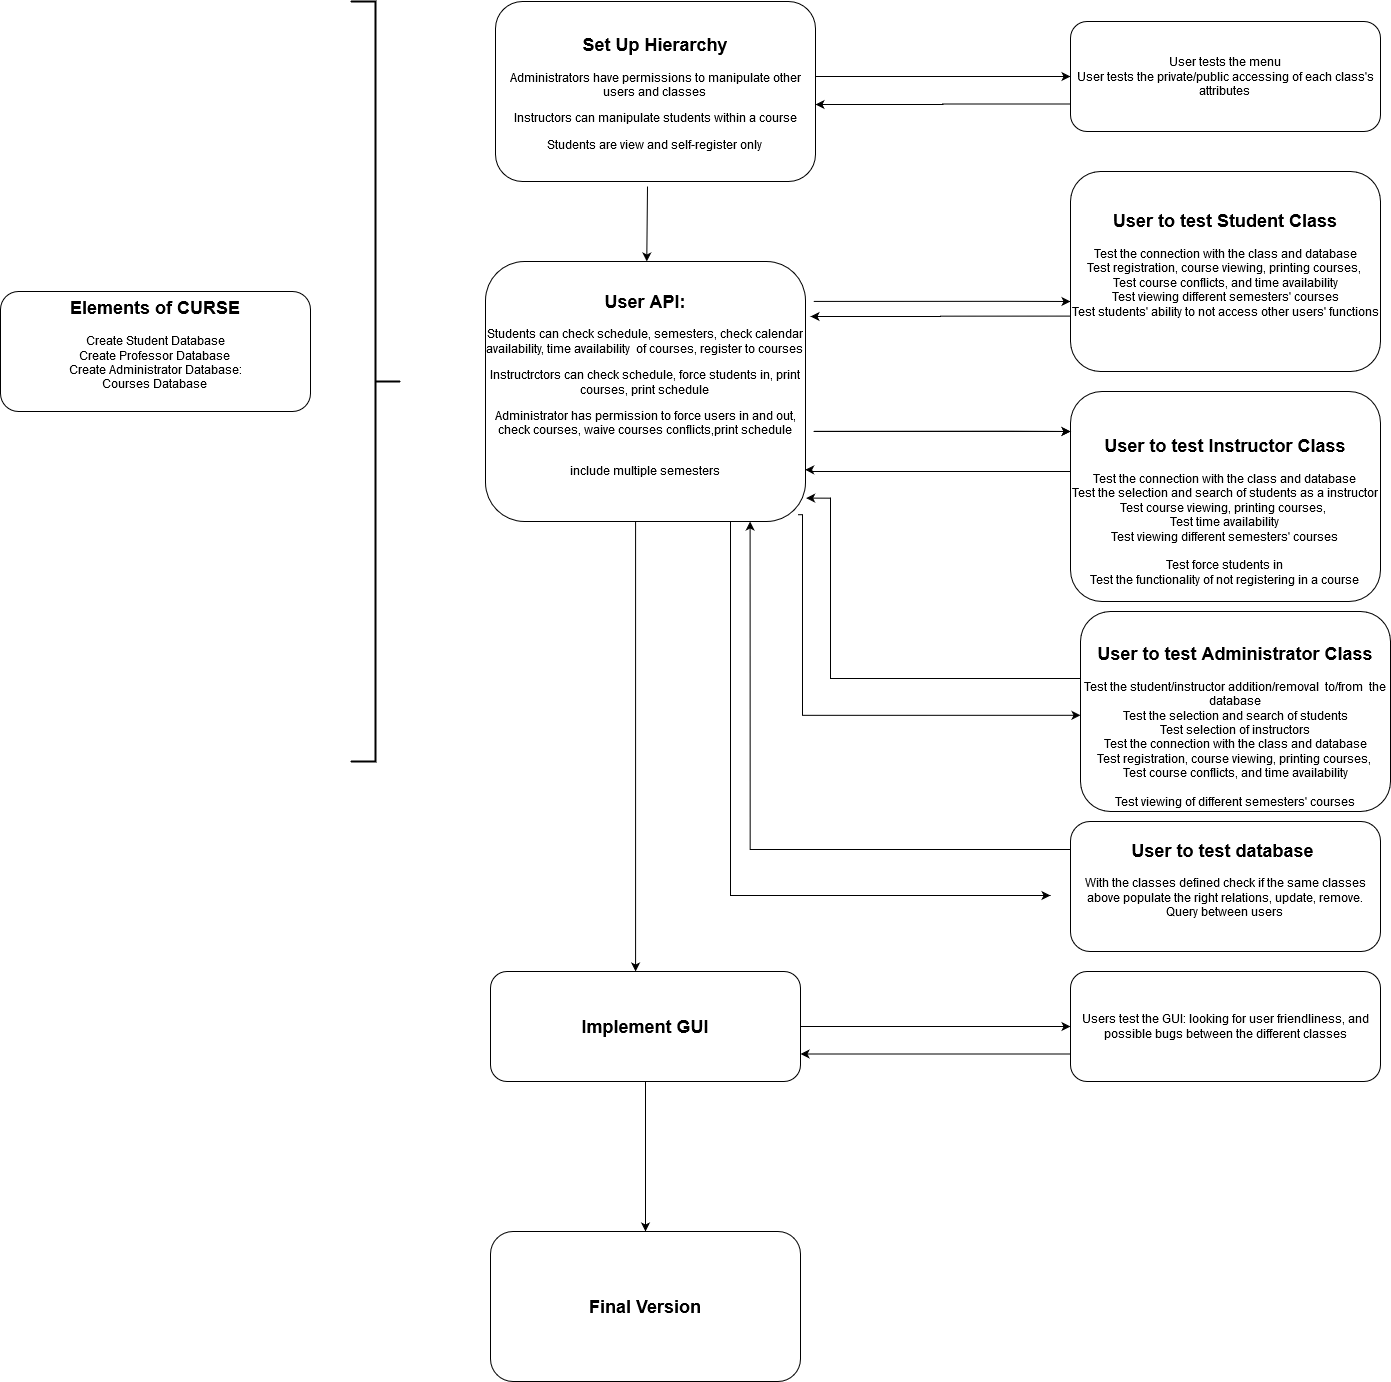 Set Up Hierarchy
Administrators have permissions to manipulate other
users and classes
Instructors can manipulate students within a course
Students are view and self-register only
User tests the menu
User tests the private/public accessing of each class's
attributes
User to test Student Class
Test the connection with the class and database
Test registration, course viewing, printing courses,
Test course conflicts, and time availability
Test viewing different semesters' courses
Test students' ability to not access other users' functions
Elements of CURSE
Create Student Database
Create Professor Database
Create Administrator Database:
Courses Database
User API:
Students can check schedule, semesters, check calendar
availability, time availability  of courses, register to courses
Instructrctors can check schedule, force students in, print
courses, print schedule
Administrator has permission to force users in and out,
check courses, waive courses conflicts,print schedule
include multiple semesters
User to test Instructor Class
Test the connection with the class and database
Test the selection and search of students as a instructor
Test course viewing, printing courses,
Test time availability
Test viewing different semesters' courses
Test force students in
Test the functionality of not registering in a course
User to test Administrator Class
Test the student/instructor addition/removal  to/from  the
database
Test the selection and search of students
Test selection of instructors
Test the connection with the class and database
Test registration, course viewing, printing courses,
Test course conflicts, and time availability
Test viewing of different semesters' courses
User to test database
With the classes defined check if the same classes
above populate the right relations, update, remove.
Query between users
Implement GUI
Users test the GUI: looking for user friendliness, and
possible bugs between the different classes
Final Version